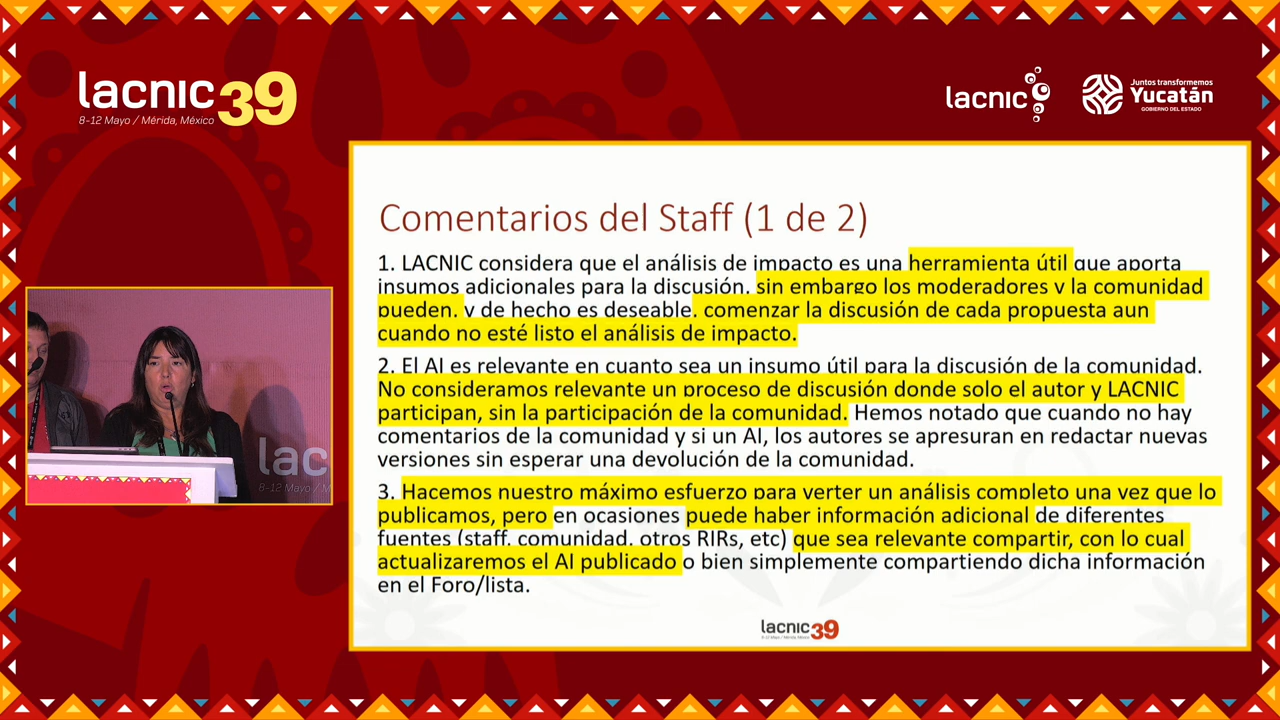 lacnic 39
8-12 Mayo / Mérida, México
lacnic
Juntos transformemos
Yucatán
GOBIERNO DEL ESTADO
Comentarios del Staff (1 de 2)
1. LACNIC considera que el análisis de impacto es una herramienta útil que aporta
insumos adicionales para la discusión, sin embargo los moderadores y la comunidad
pueden, y de hecho es deseable, comenzar la discusión de cada propuesta aun
cuando no esté listo el análisis de impacto.
2. El AI es relevante en cuanto sea un insumo útil para la discusión de la comunidad.
No consideramos relevante un proceso de discusión donde solo el autor y LACNIC
participan, sin la participación de la comunidad. Hemos notado que cuando no hay
comentarios de la comunidad y si un AI, los autores se apresuran en redactar nuevas
versiones sin esperar una devolución de la comunidad.
3. Hacemos nuestro máximo esfuerzo para verter un análisis completo una vez que lo
publicamos, pero en ocasiones puede haber información adicional de diferentes
fuentes (staff, comunidad, otros RIRs, etc) que sea relevante compartir, con lo cual
actualizaremos el AI publicado o bien simplemente compartiendo dicha información
en el Foro/lista.
lac
8-12 Mayo / M
lacnic 39
8-12 Mayo / Mérida, México